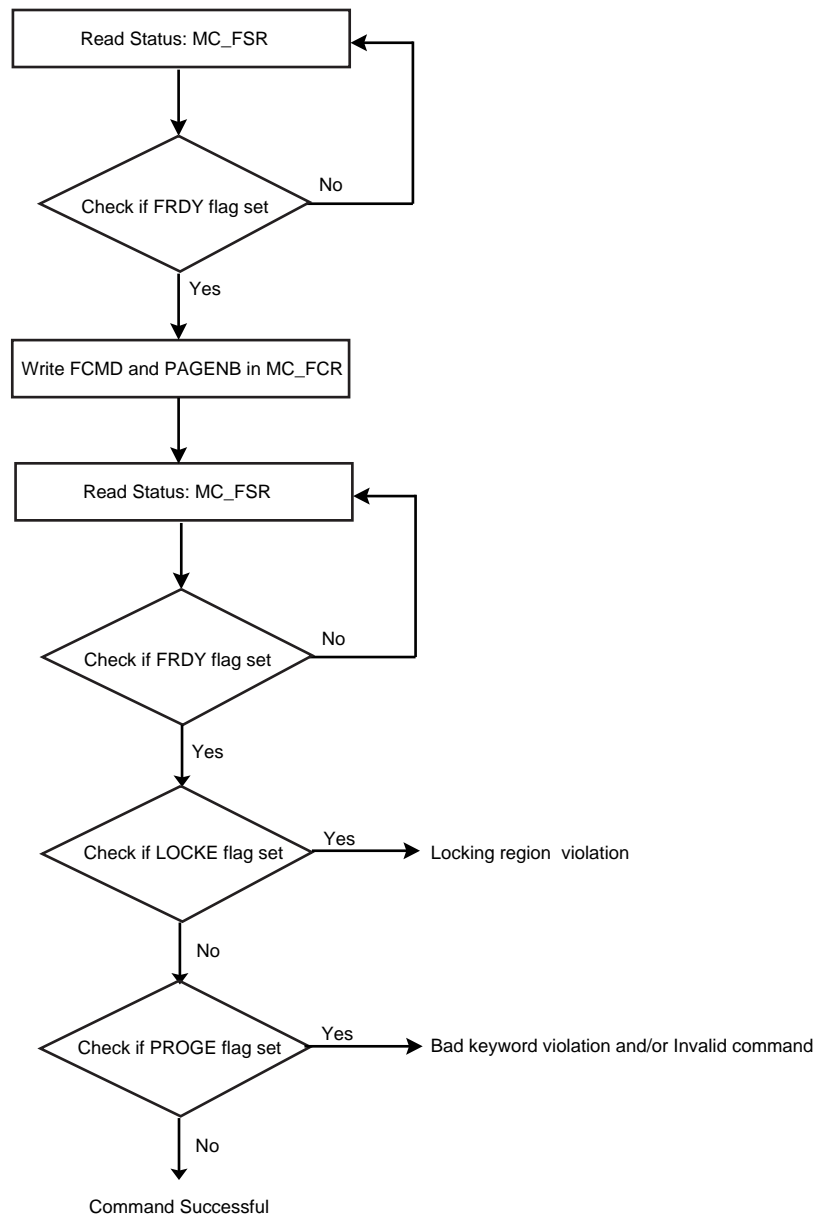 Read Status: MC_FSR
Check if FRDY flag set
No
Yes
Write FCMD and PAGENB in MC_FCR
Read Status: MC_FSR
Check if FRDY flag set
No
Yes
Check if LOCKE flag set
Yes
Locking region violation
No
Check if PROGE flag set
Yes
Bad keyword violation and/or Invalid command
No
Command Successful